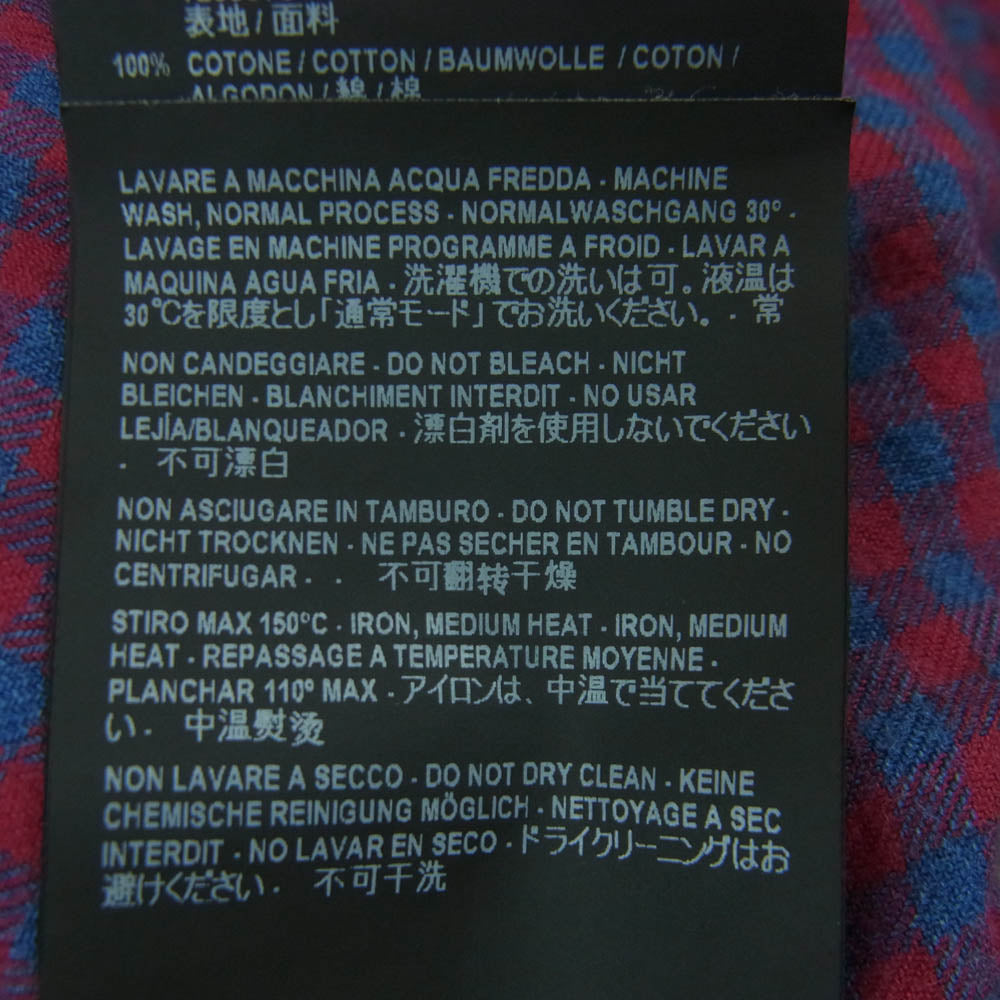 表地/面料
100% COTONE / COTTON / BAUMWOLLE / COTON /
ALGODON / 綿 / 棉
LAVARE A MACCHINA ACQUA FREDDA - MACHINE
WASH, NORMAL PROCESS - NORMALWASCHGANG 30° -
LAVAGE EN MACHINE PROGRAMME A FROID - LAVAR A
MAQUINA AGUA FRIA - 洗濯機での洗いは可。液温は
30℃を限度とし「通常モード」でお洗いください。 - 常
NON CANDEGGIARE - DO NOT BLEACH - NICHT
BLEICHEN - BLANCHIMENT INTERDIT - NO USAR
LEJÍA/BLANQUEADOR - 漂白剤を使用しないでください
- 不可漂白
NON ASCIUGARE IN TAMBURO - DO NOT TUMBLE DRY -
NICHT TROCKNEN - NE PAS SECHER EN TAMBOUR - NO
CENTRIFUGAR - - 不可翻转干燥
STIRO MAX 150°C - IRON, MEDIUM HEAT - IRON, MEDIUM
HEAT - REPASSAGE A TEMPERATURE MOYENNE -
PLANCHAR 110° MAX - アイロンは、中温で当ててくださ
い - 中温熨烫
NON LAVARE A SECCO - DO NOT DRY CLEAN - KEINE
CHEMISCHE REINIGUNG MÖGLICH - NETTOYAGE A SEC
INTERDIT - NO LAVAR EN SECO - ドライクリーニングはお
避けください - 不可干洗